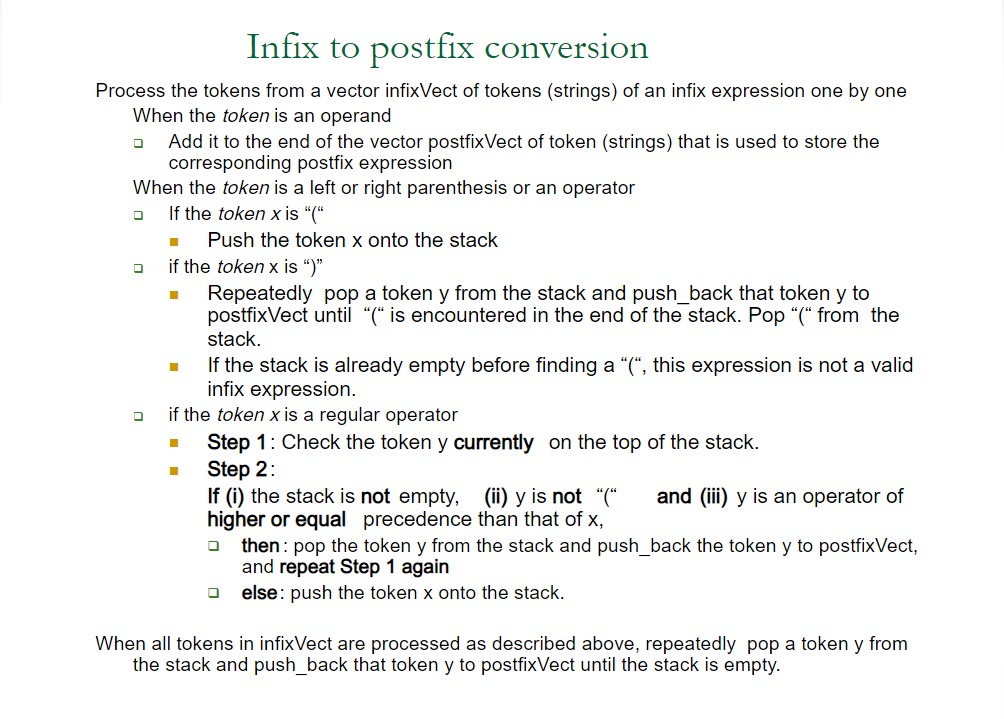 Infix to postfix conversion
Process the tokens from a vector infixVect of tokens (strings) of an infix expression one by one
When the token is an operand
Add it to the end of the vector postfixVect of token (strings) that is used to store the
corresponding postfix expression
When the token is a left or right parenthesis or an operator
If the token x is “(“
Push the token x onto the stack
if the token x is “)”
Repeatedly pop a token y from the stack and push_back that token y to
postfixVect until “(“ is encountered in the end of the stack. Pop “(“ from the
stack.
If the stack is already empty before finding a “(“, this expression is not a valid
infix expression.
if the token x is a regular operator
Step 1: Check the token y currently on the top of the stack.
Step 2:
If (i) the stack is not empty, (ii) y is not “(“ and (iii) y is an operator of
higher or equal precedence than that of x,
then: pop the token y from the stack and push_back the token y to postfixVect,
and repeat Step 1 again
else: push the token x onto the stack.
When all tokens in infixVect are processed as described above, repeatedly pop a token y from
the stack and push_back that token y to postfixVect until the stack is empty.